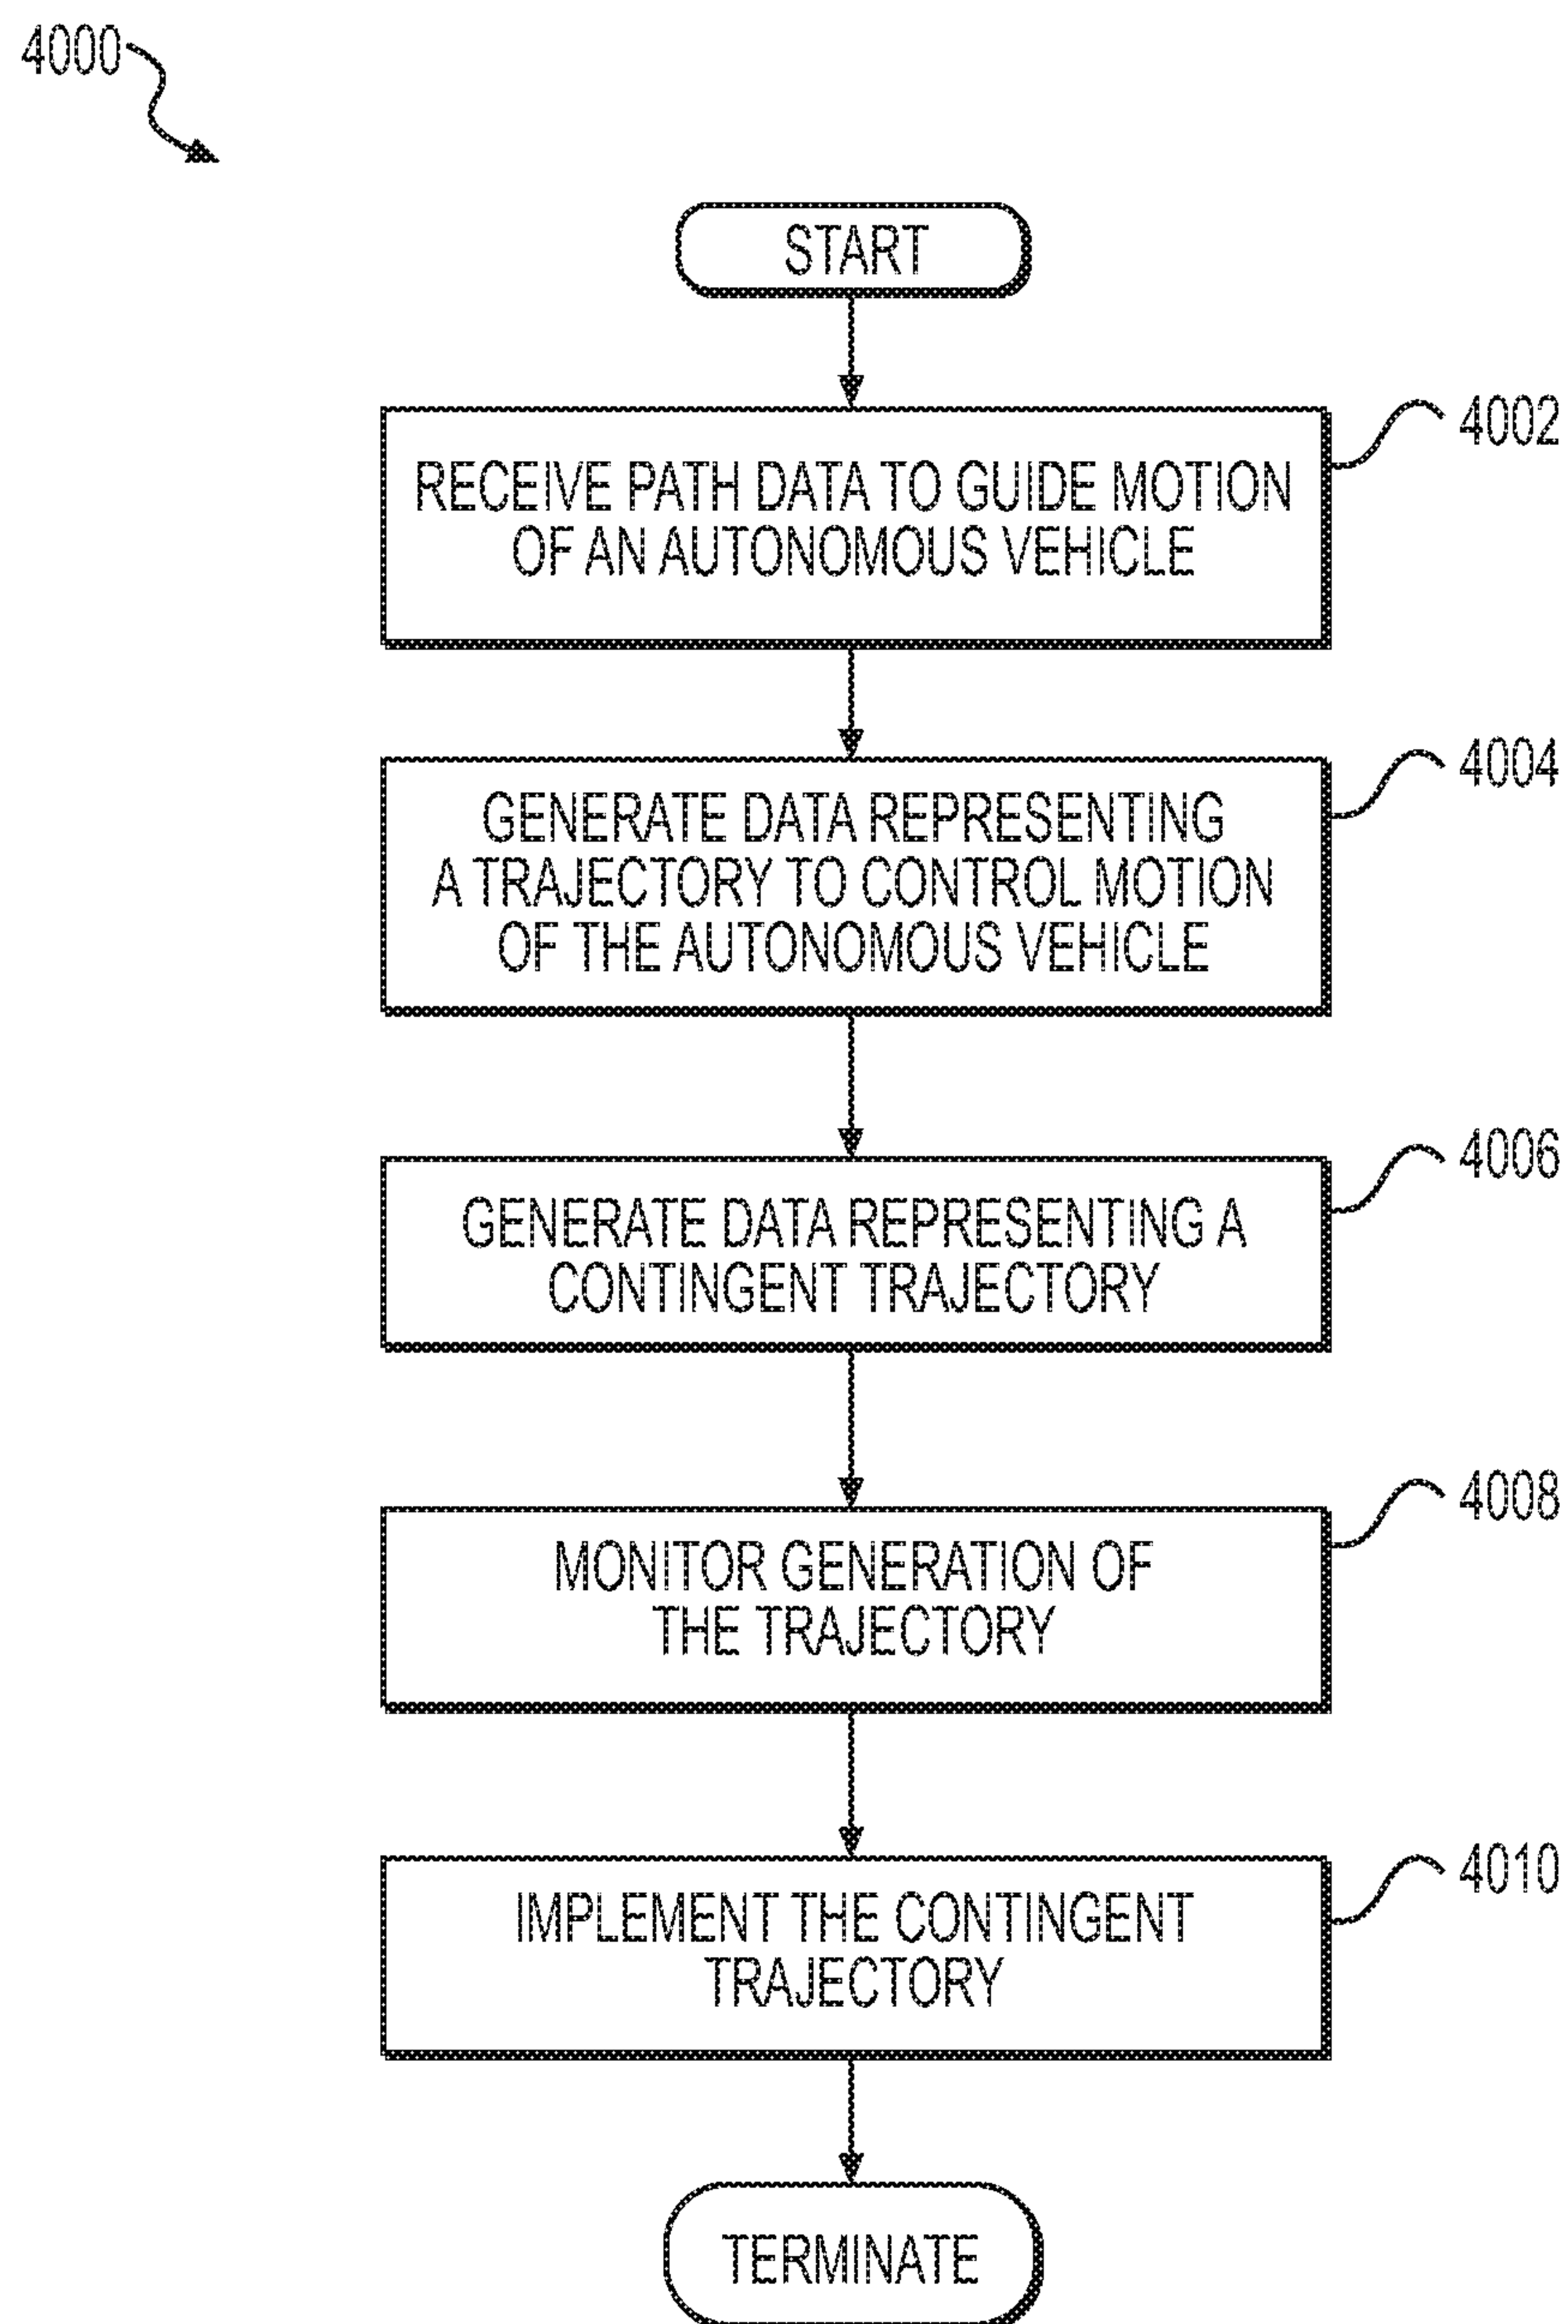 4000
START
4002
RECEIVE PATH DATA TO GUIDE MOTION
OF AN AUTONOMOUS VEHICLE
4004
GENERATE DATA REPRESENTING
A TRAJECTORY TO CONTROL MOTION
OF THE AUTONOMOUS VEHICLE
4006
GENERATE DATA REPRESENTING A
CONTINGENT TRAJECTORY
4008
MONITOR GENERATION OF
THE TRAJECTORY
4010
IMPLEMENT THE CONTINGENT
TRAJECTORY
TERMINATE